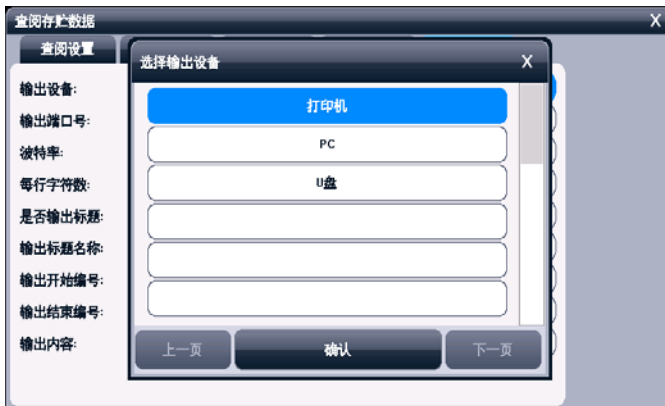 查阅存贮数据 X
查阅设置
选择输出设备 X
输出设备:
输出端口号:
波特率:
每行字符数:
是否输出标题:
输出标题名称:
输出开始编号:
输出结束编号:
输出内容:
打印机
PC
U盘
上一页 确认 下一页